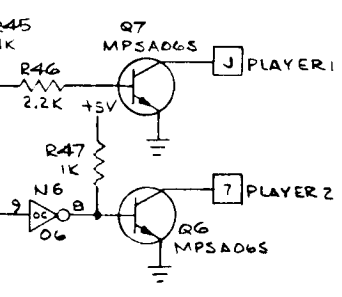 R45
1K
Q7
MPSA06S
R46
2.2K
J PLAYER 1
+5V
R47
1K
N6
9 OC 8
06
7 PLAYER 2
Q6
MPSA06S